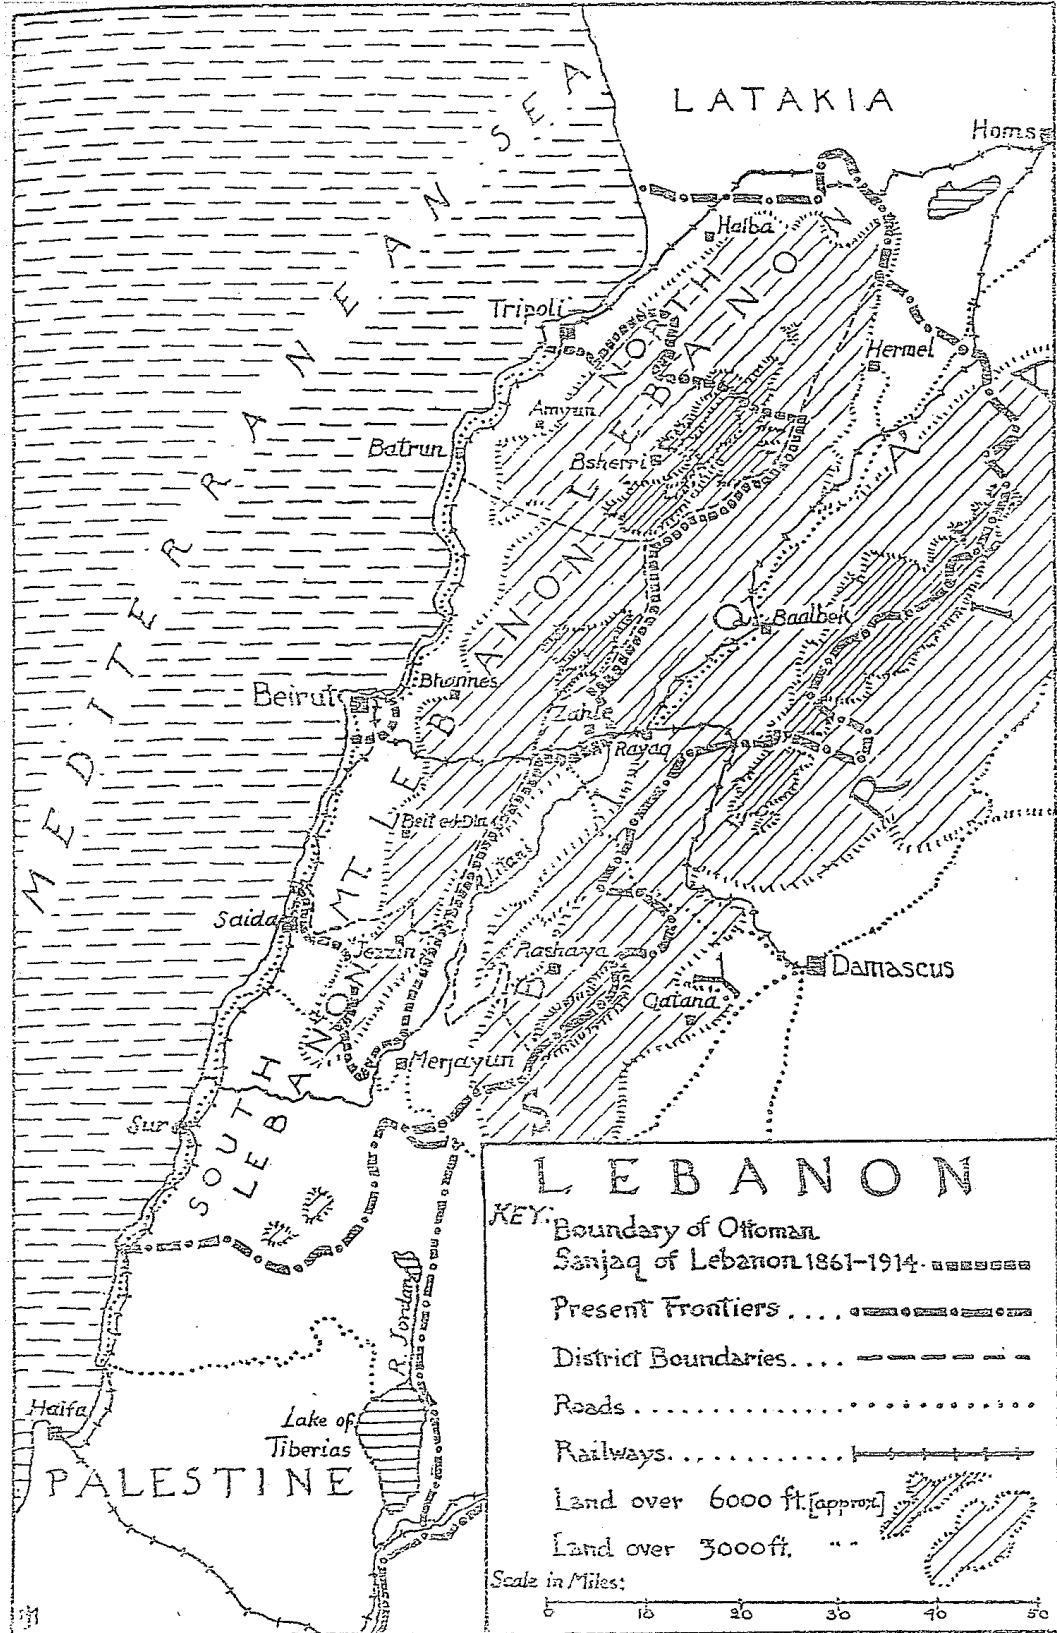 MEDITERRANEAN SEA
LATAKIA
Homs
Halba
NORTH
LEBANON
Tripoli
Hermel
Amyun
Batrun
Bsherri
BIQA'
Baalbek
Bhannes
Beirut
MT. LEBANON
Zahle
Rayaq
Beit ed-Din
Litani
SYRIA
Saida
Jezzin
Rashaya
Damascus
Qatana
Merjayun
SOUTH
LEBANON
Sur
R. Jordan
Haifa
Lake of
Tiberias
PALESTINE
LEBANON
KEY:
Boundary of Ottoman
Sanjaq of Lebanon 1861-1914
Present Frontiers ....
District Boundaries....
Roads
Railways
Land over 6000 ft. [approx.]
Land over 3000 ft. " "
Scale in Miles:
0 10 20 30 40 50